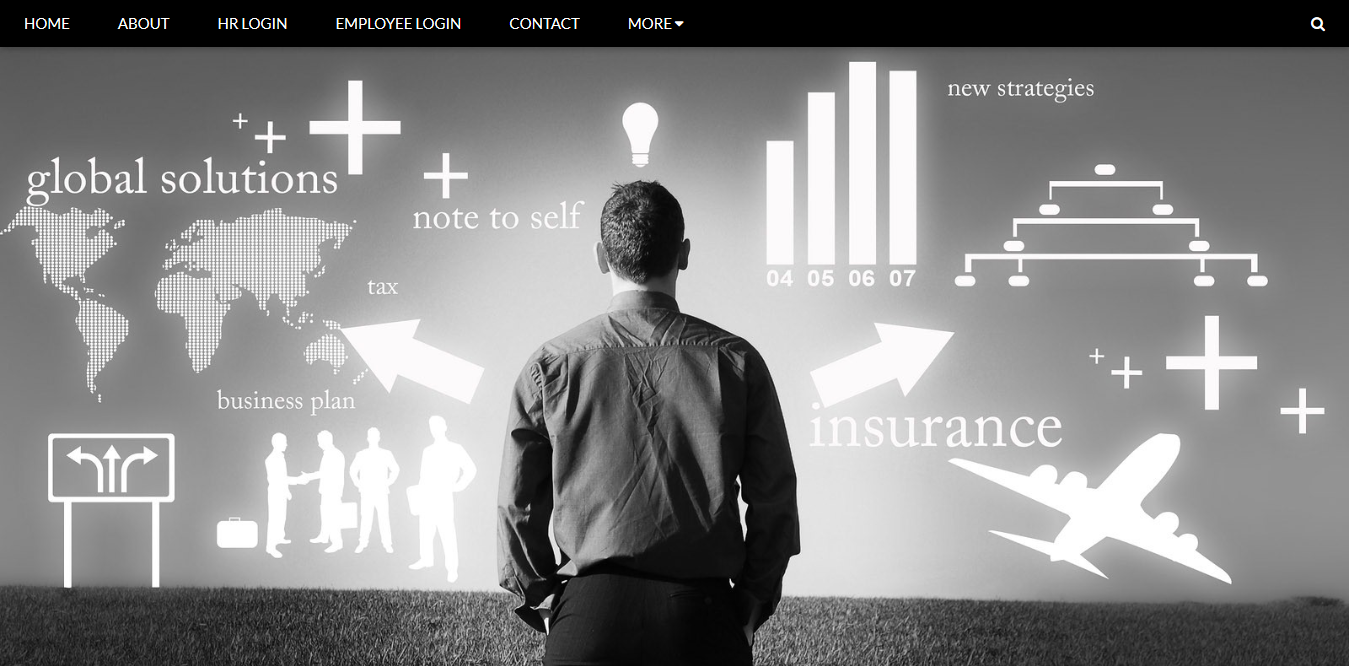 HOME ABOUT HR LOGIN EMPLOYEE LOGIN CONTACT MORE
new strategies
global solutions
note to self
04 05 06 07
tax
business plan
insurance